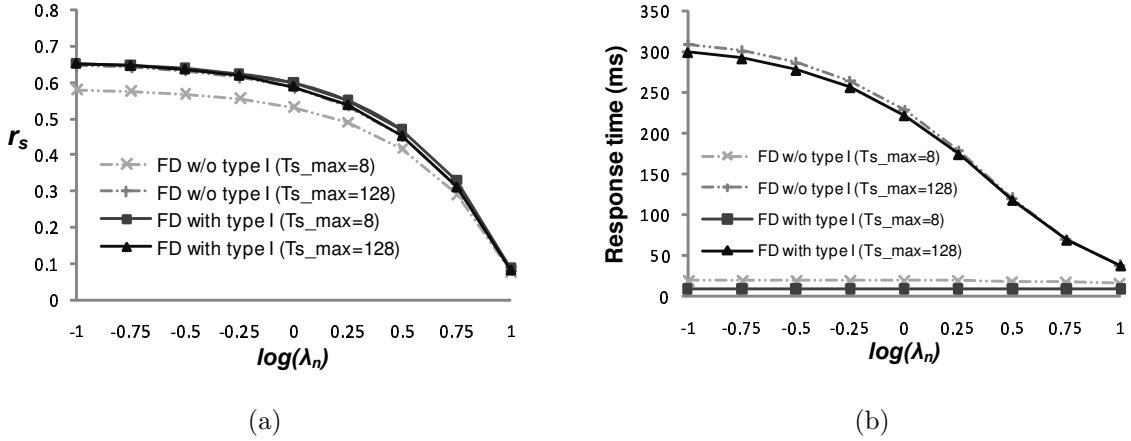 0.8
0.7
0.6
0.5
0.4
0.3
0.2
0.1
0
r_s
FD w/o type I (Ts_max=8)
FD w/o type I (Ts_max=128)
FD with type I (Ts_max=8)
FD with type I (Ts_max=128)
-1 -0.75 -0.5 -0.25 0 0.25 0.5 0.75 1
log(λ_n)
(a)
350
300
250
200
150
100
50
0
Response time (ms)
FD w/o type I (Ts_max=8)
FD w/o type I (Ts_max=128)
FD with type I (Ts_max=8)
FD with type I (Ts_max=128)
-1 -0.75 -0.5 -0.25 0 0.25 0.5 0.75 1
log(λ_n)
(b)